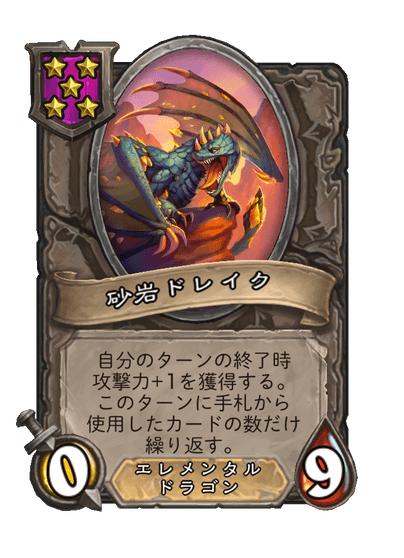 砂岩ドレイク
自分のターンの終了時
攻撃力+1を獲得する。
このターンに手札から
使用したカードの数だけ
繰り返す。
エレメンタル
ドラゴン
0
9